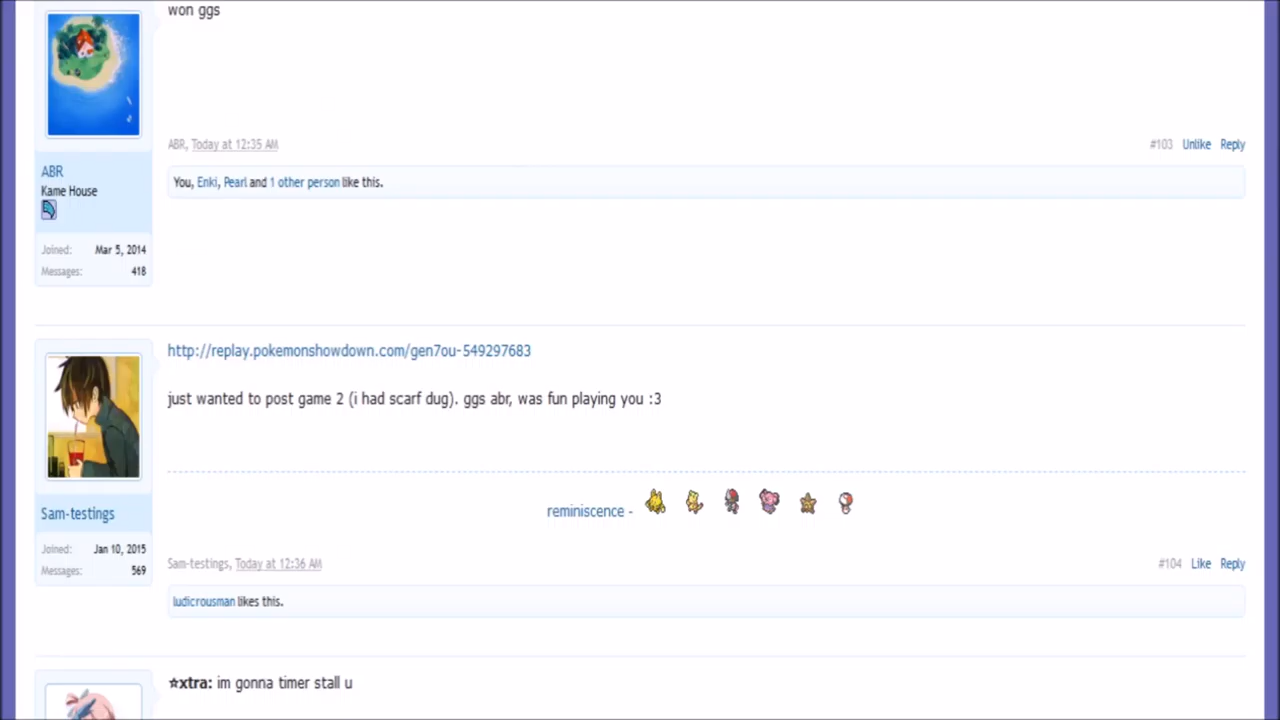 won ggs
ABR, Today at 12:35 AM #103 Unlike Reply
ABR
You, Enki, Pearl and 1 other person like this.
Kame House
Joined: Mar 5, 2014
Messages: 418
http://replay.pokemonshowdown.com/gen7ou-549297683
just wanted to post game 2 (i had scarf dug). ggs abr, was fun playing you :3
Sam-testings
reminiscence -
Joined: Jan 10, 2015
Messages: 569
Sam-testings, Today at 12:36 AM #104 Like Reply
ludicrousman likes this.
☆xtra: im gonna timer stall u